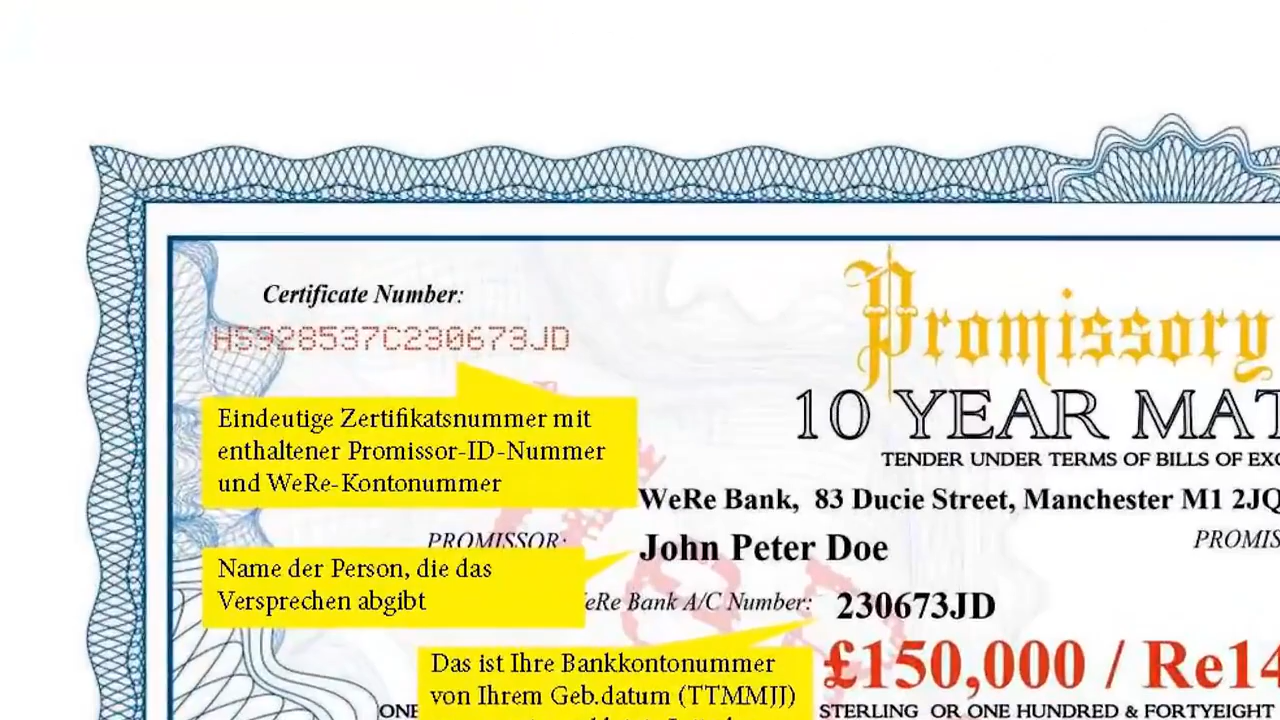 Certificate Number:
H5928537C230673JD
Promissory
10 YEAR MAT
TENDER UNDER TERMS OF BILLS OF EXC
Eindeutige Zertifikatsnummer mit
enthaltener Promissor-ID-Nummer
und WeRe-Kontonummer
WeRe Bank, 83 Ducie Street, Manchester M1 2JQ
PROMISSOR:
John Peter Doe
PROMIS
Name der Person, die das
Versprechen abgibt
eRe Bank A/C Number:
230673JD
£150,000 / Re14
Das ist Ihre Bankkontonummer
von Ihrem Geb.datum (TTMMJJ)
ONE
STERLING OR ONE HUNDRED & FORTYEIGHT